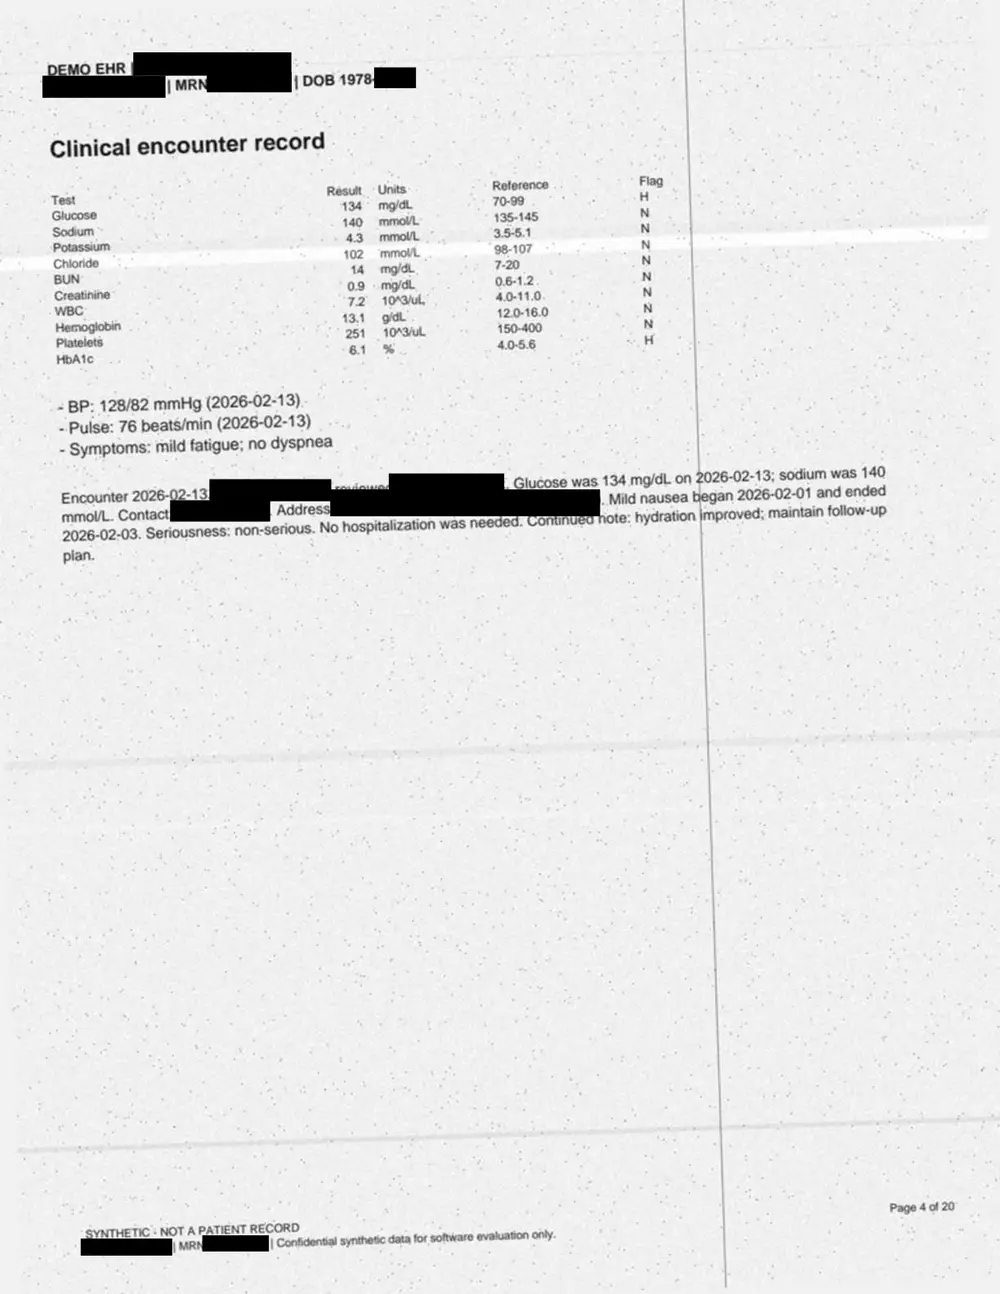 DEMO EHR |
| MRN | DOB 1978-
Clinical encounter record
Test Result Units Reference Flag
Glucose 134 mg/dL 70-99 H
Sodium 140 mmol/L 135-145 N
Potassium 4.3 mmol/L 3.5-5.1 N
Chloride 102 mmol/L 98-107 N
BUN 14 mg/dL 7-20 N
Creatinine 0.9 mg/dL 0.6-1.2 N
WBC 7.2 10^3/uL 4.0-11.0 N
Hemoglobin 13.1 g/dL 12.0-16.0 N
Platelets 251 10^3/uL 150-400 N
HbA1c 6.1 % 4.0-5.6 H
- BP: 128/82 mmHg (2026-02-13)
- Pulse: 76 beats/min (2026-02-13)
- Symptoms: mild fatigue; no dyspnea
Encounter 2026-02-13 reviewed . Glucose was 134 mg/dL on 2026-02-13; sodium was 140
mmol/L. Contact . Address . Mild nausea began 2026-02-01 and ended
2026-02-03. Seriousness: non-serious. No hospitalization was needed. Continued note: hydration improved; maintain follow-up
plan.
Page 4 of 20
SYNTHETIC - NOT A PATIENT RECORD
| MRN | Confidential synthetic data for software evaluation only.